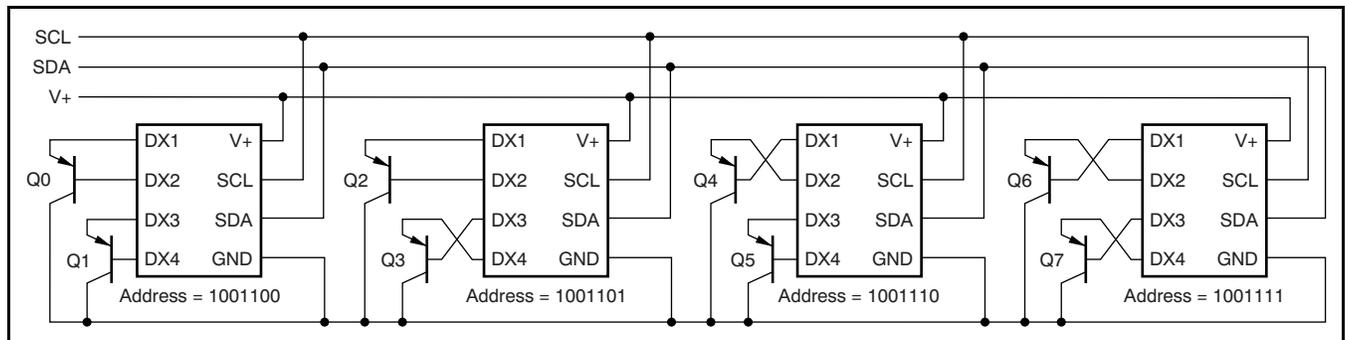 SCL
SDA
V+
Q0
Q1
DX1
DX2
DX3
DX4
V+
SCL
SDA
GND
Address = 1001100
Q2
Q3
DX1
DX2
DX3
DX4
V+
SCL
SDA
GND
Address = 1001101
Q4
Q5
DX1
DX2
DX3
DX4
V+
SCL
SDA
GND
Address = 1001110
Q6
Q7
DX1
DX2
DX3
DX4
V+
SCL
SDA
GND
Address = 1001111